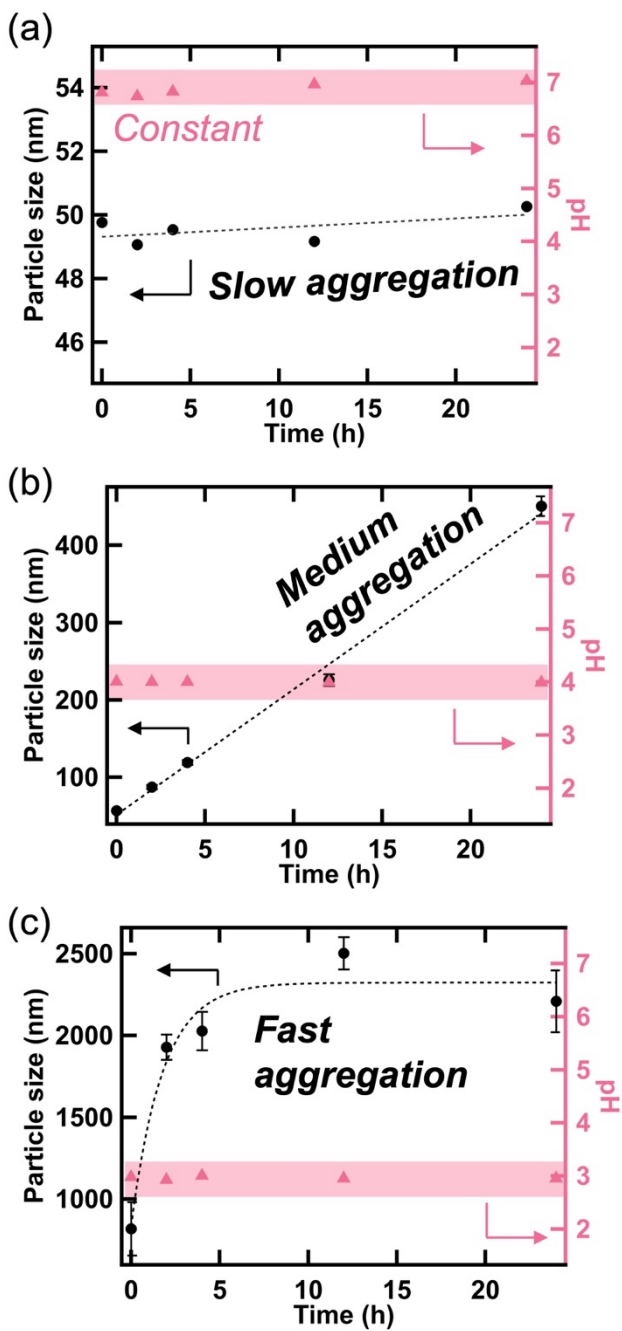 (a)
54
52
50
48
46
Particle size (nm)
Constant
Slow aggregation
7
6
5
4
3
2
pH
0
5
10
15
20
Time (h)
(b)
400
300
200
100
Particle size (nm)
Medium
aggregation
7
6
5
4
3
2
pH
0
5
10
15
20
Time (h)
(c)
2500
2000
1500
1000
Particle size (nm)
Fast
aggregation
7
6
5
4
3
2
pH
0
5
10
15
20
Time (h)